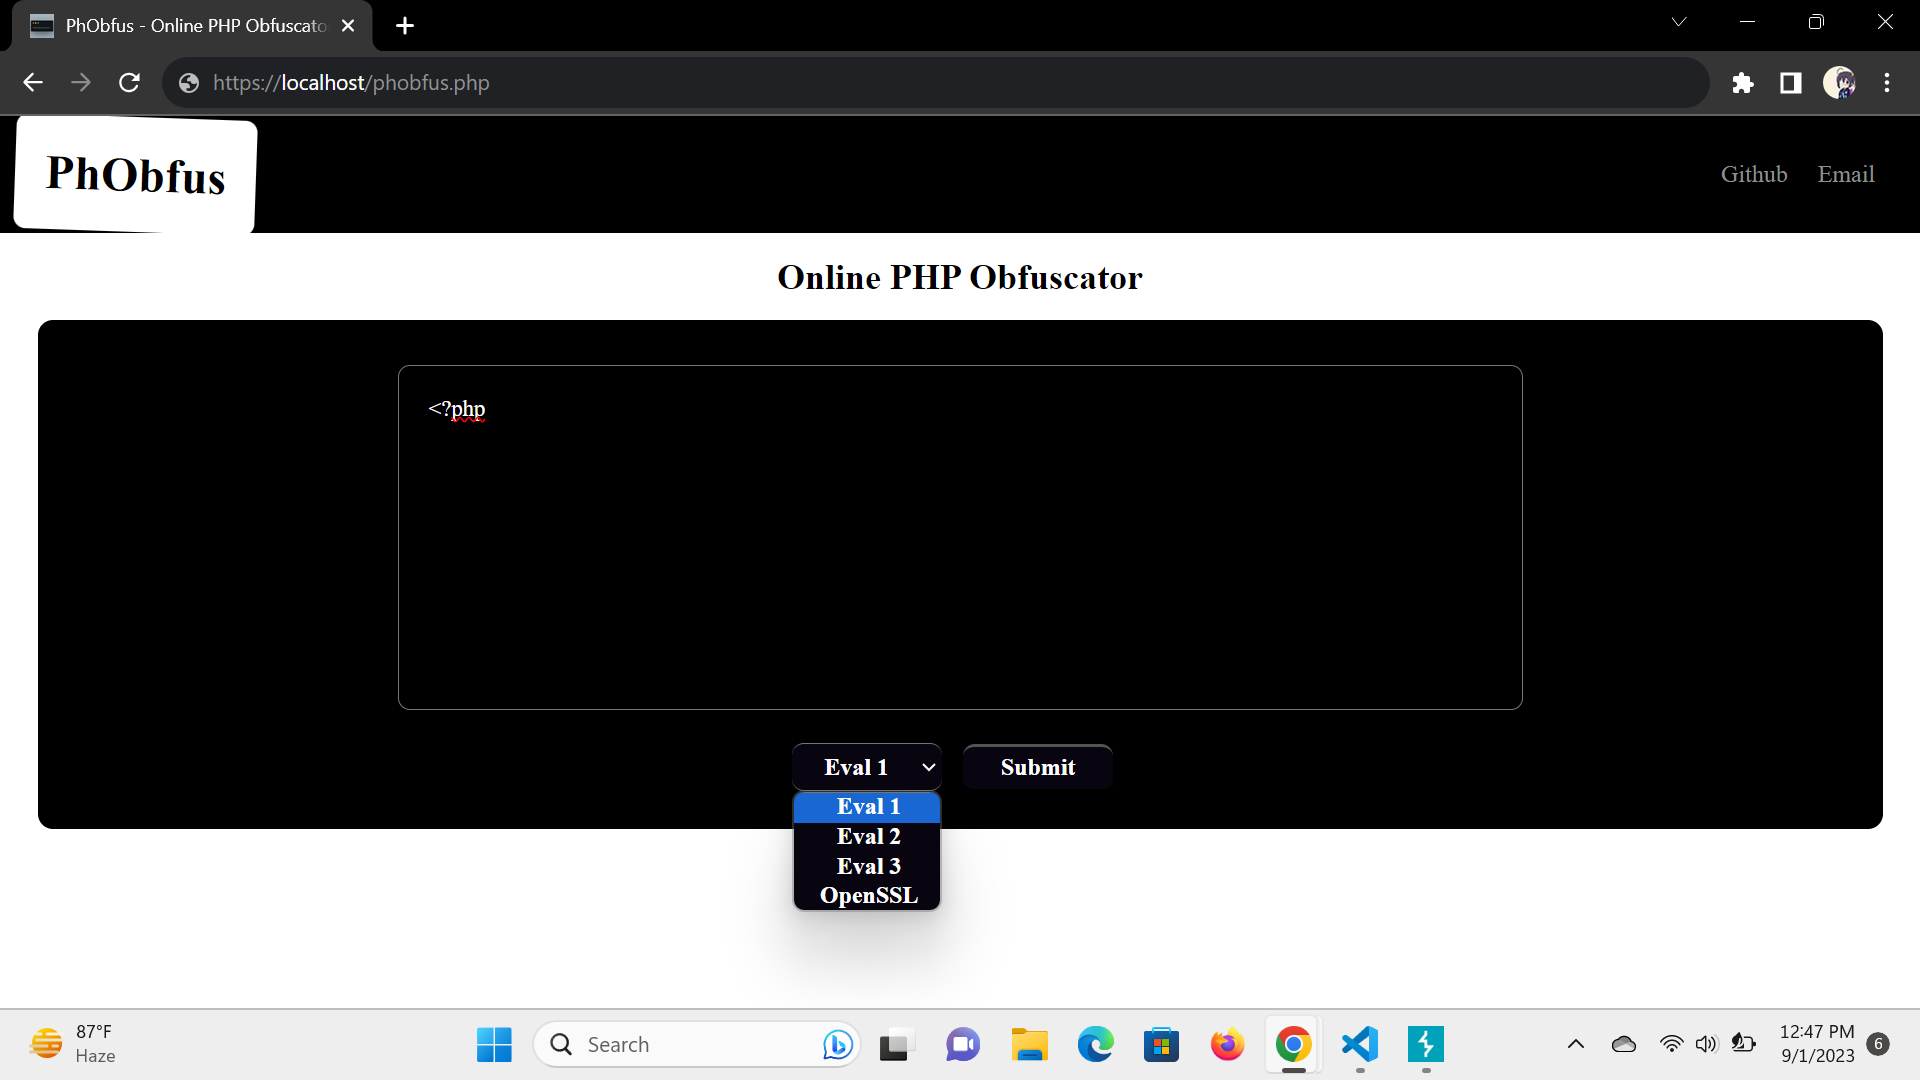 PhObfus - Online PHP Obfuscato
https://localhost/phobfus.php
PhObfus
Github
Email
Online PHP Obfuscator
<?php
Eval 1
Submit
Eval 1
Eval 2
Eval 3
OpenSSL
87°F
Haze
Search
12:47 PM
9/1/2023
6